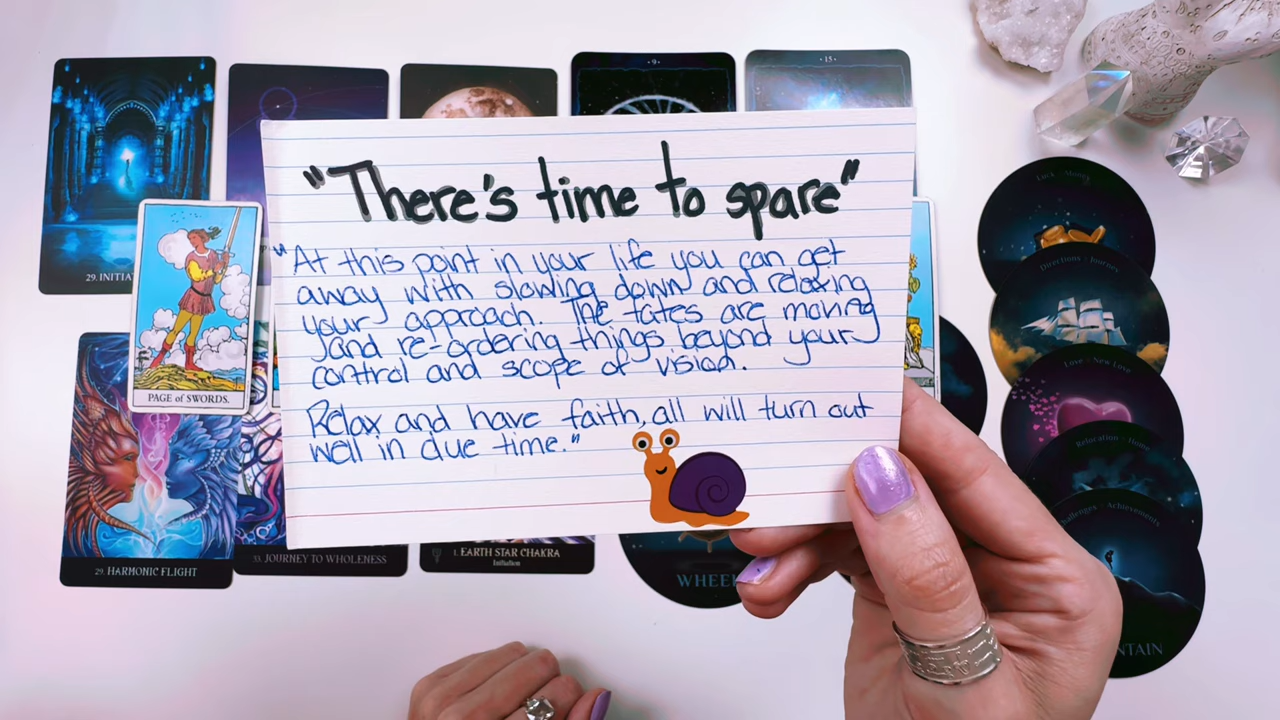 ·9·
·15·
"There's time to spare"
"At this point in your life you can get
away with slowing down and relaxing
your approach. The fates are moving
and re-ordering things beyond your
control and scope of vision.
Relax and have faith, all will turn out
well in due time."
29. INITIA
PAGE of SWORDS.
29. HARMONIC FLIGHT
33. JOURNEY TO WHOLENESS
1. EARTH STAR CHAKRA
Initiation
WHEE
Luck - Money
Directions - Journey
Love - New Love
Relocation - Home
Challenges - Achievements
NTAIN